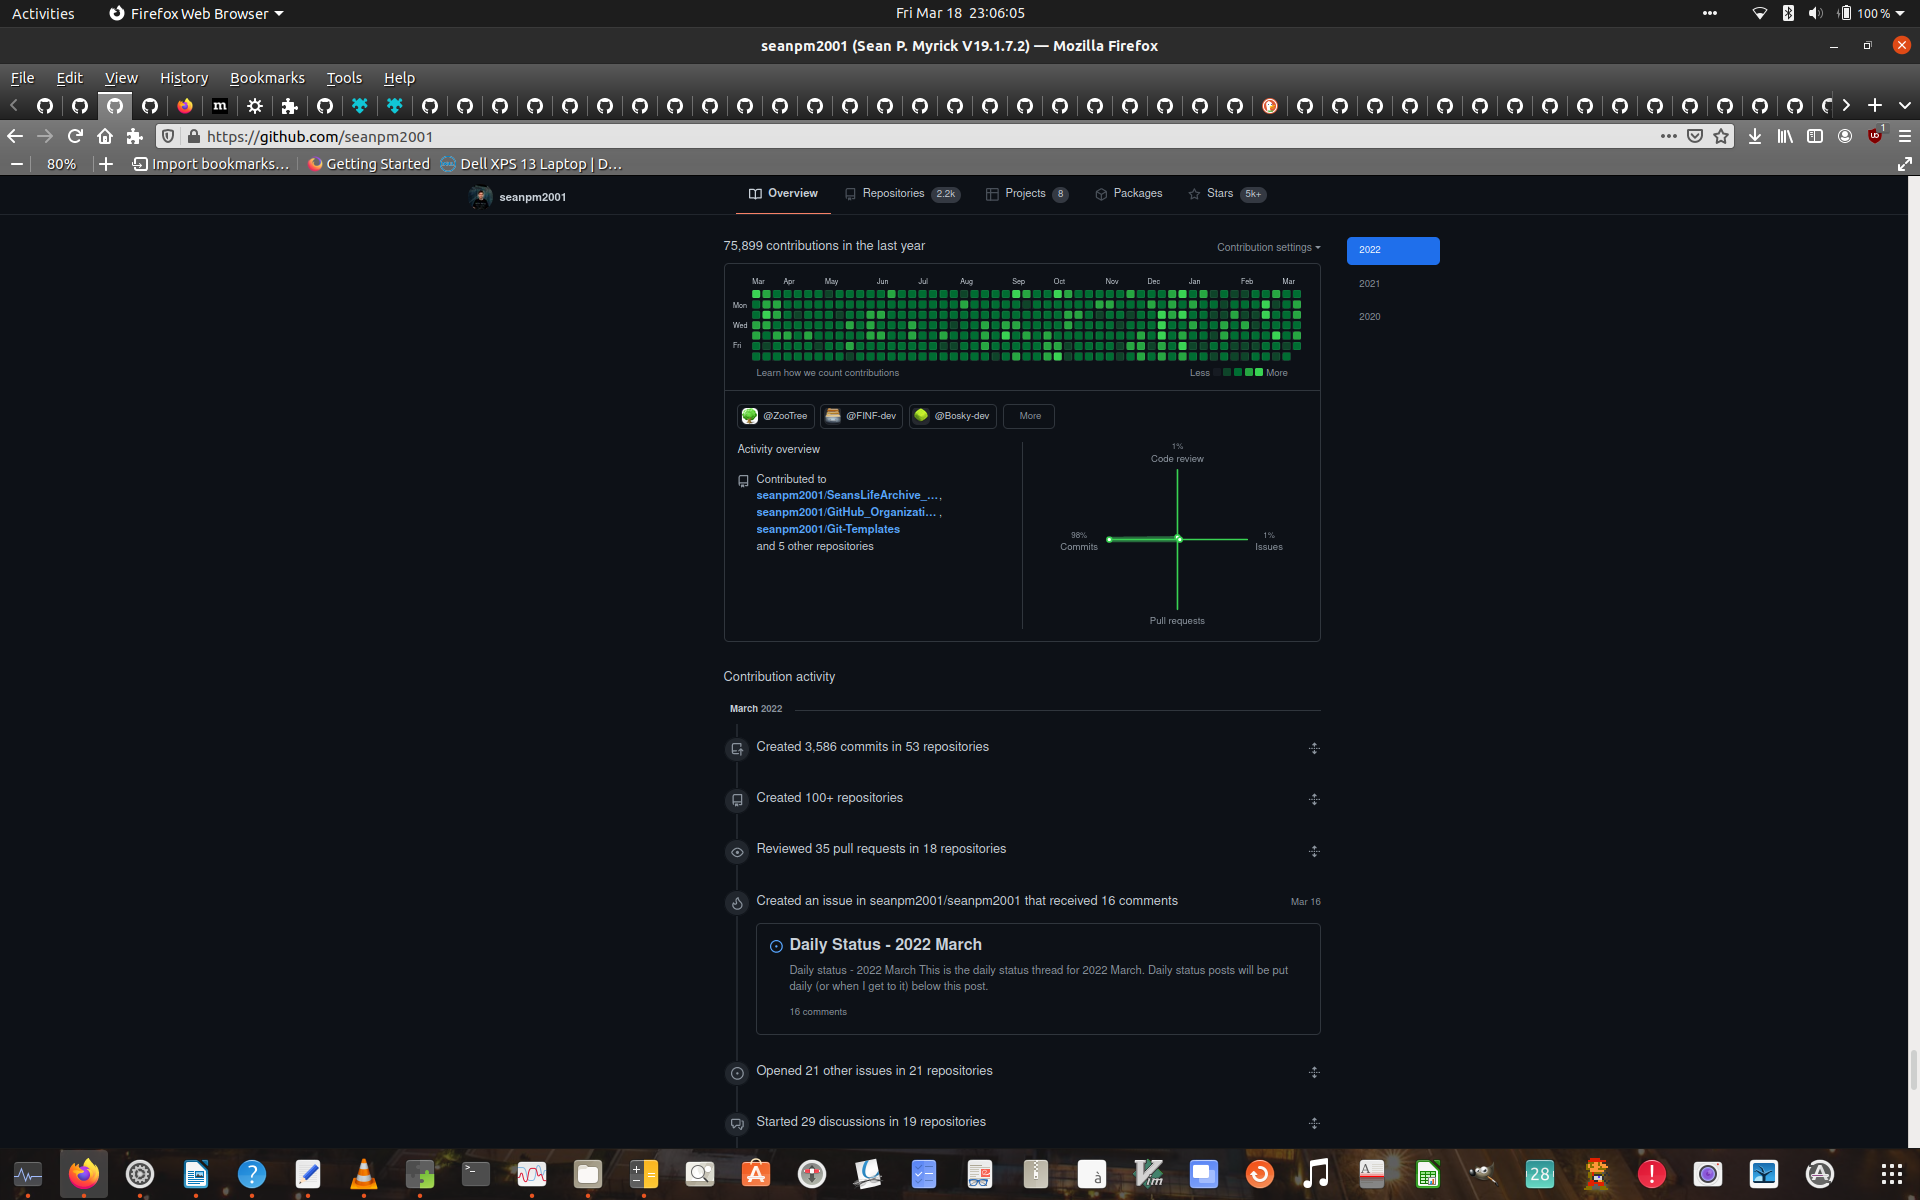 Activities
Firefox Web Browser
Fri Mar 18 23:06:05
100 %
seanpm2001 (Sean P. Myrick V19.1.7.2) — Mozilla Firefox
File Edit View History Bookmarks Tools Help
https://github.com/seanpm2001
80%
Import bookmarks...
Getting Started
Dell XPS 13 Laptop | D...
seanpm2001
Overview
Repositories 2.2k
Projects 8
Packages
Stars 5k+
75,899 contributions in the last year
Contribution settings
2022
2021
2020
Mar Apr May Jun Jul Aug Sep Oct Nov Dec Jan Feb Mar
Mon
Wed
Fri
Learn how we count contributions
Less More
@ZooTree
@FINF-dev
@Bosky-dev
More
Activity overview
Contributed to
seanpm2001/SeansLifeArchive_...,
seanpm2001/GitHub_Organizati... ,
seanpm2001/Git-Templates
and 5 other repositories
1%
Code review
98%
Commits
1%
Issues
Pull requests
Contribution activity
March 2022
Created 3,586 commits in 53 repositories
Created 100+ repositories
Reviewed 35 pull requests in 18 repositories
Created an issue in seanpm2001/seanpm2001 that received 16 comments
Mar 16
Daily Status - 2022 March
Daily status - 2022 March This is the daily status thread for 2022 March. Daily status posts will be put
daily (or when I get to it) below this post.
16 comments
Opened 21 other issues in 21 repositories
Started 29 discussions in 19 repositories
28